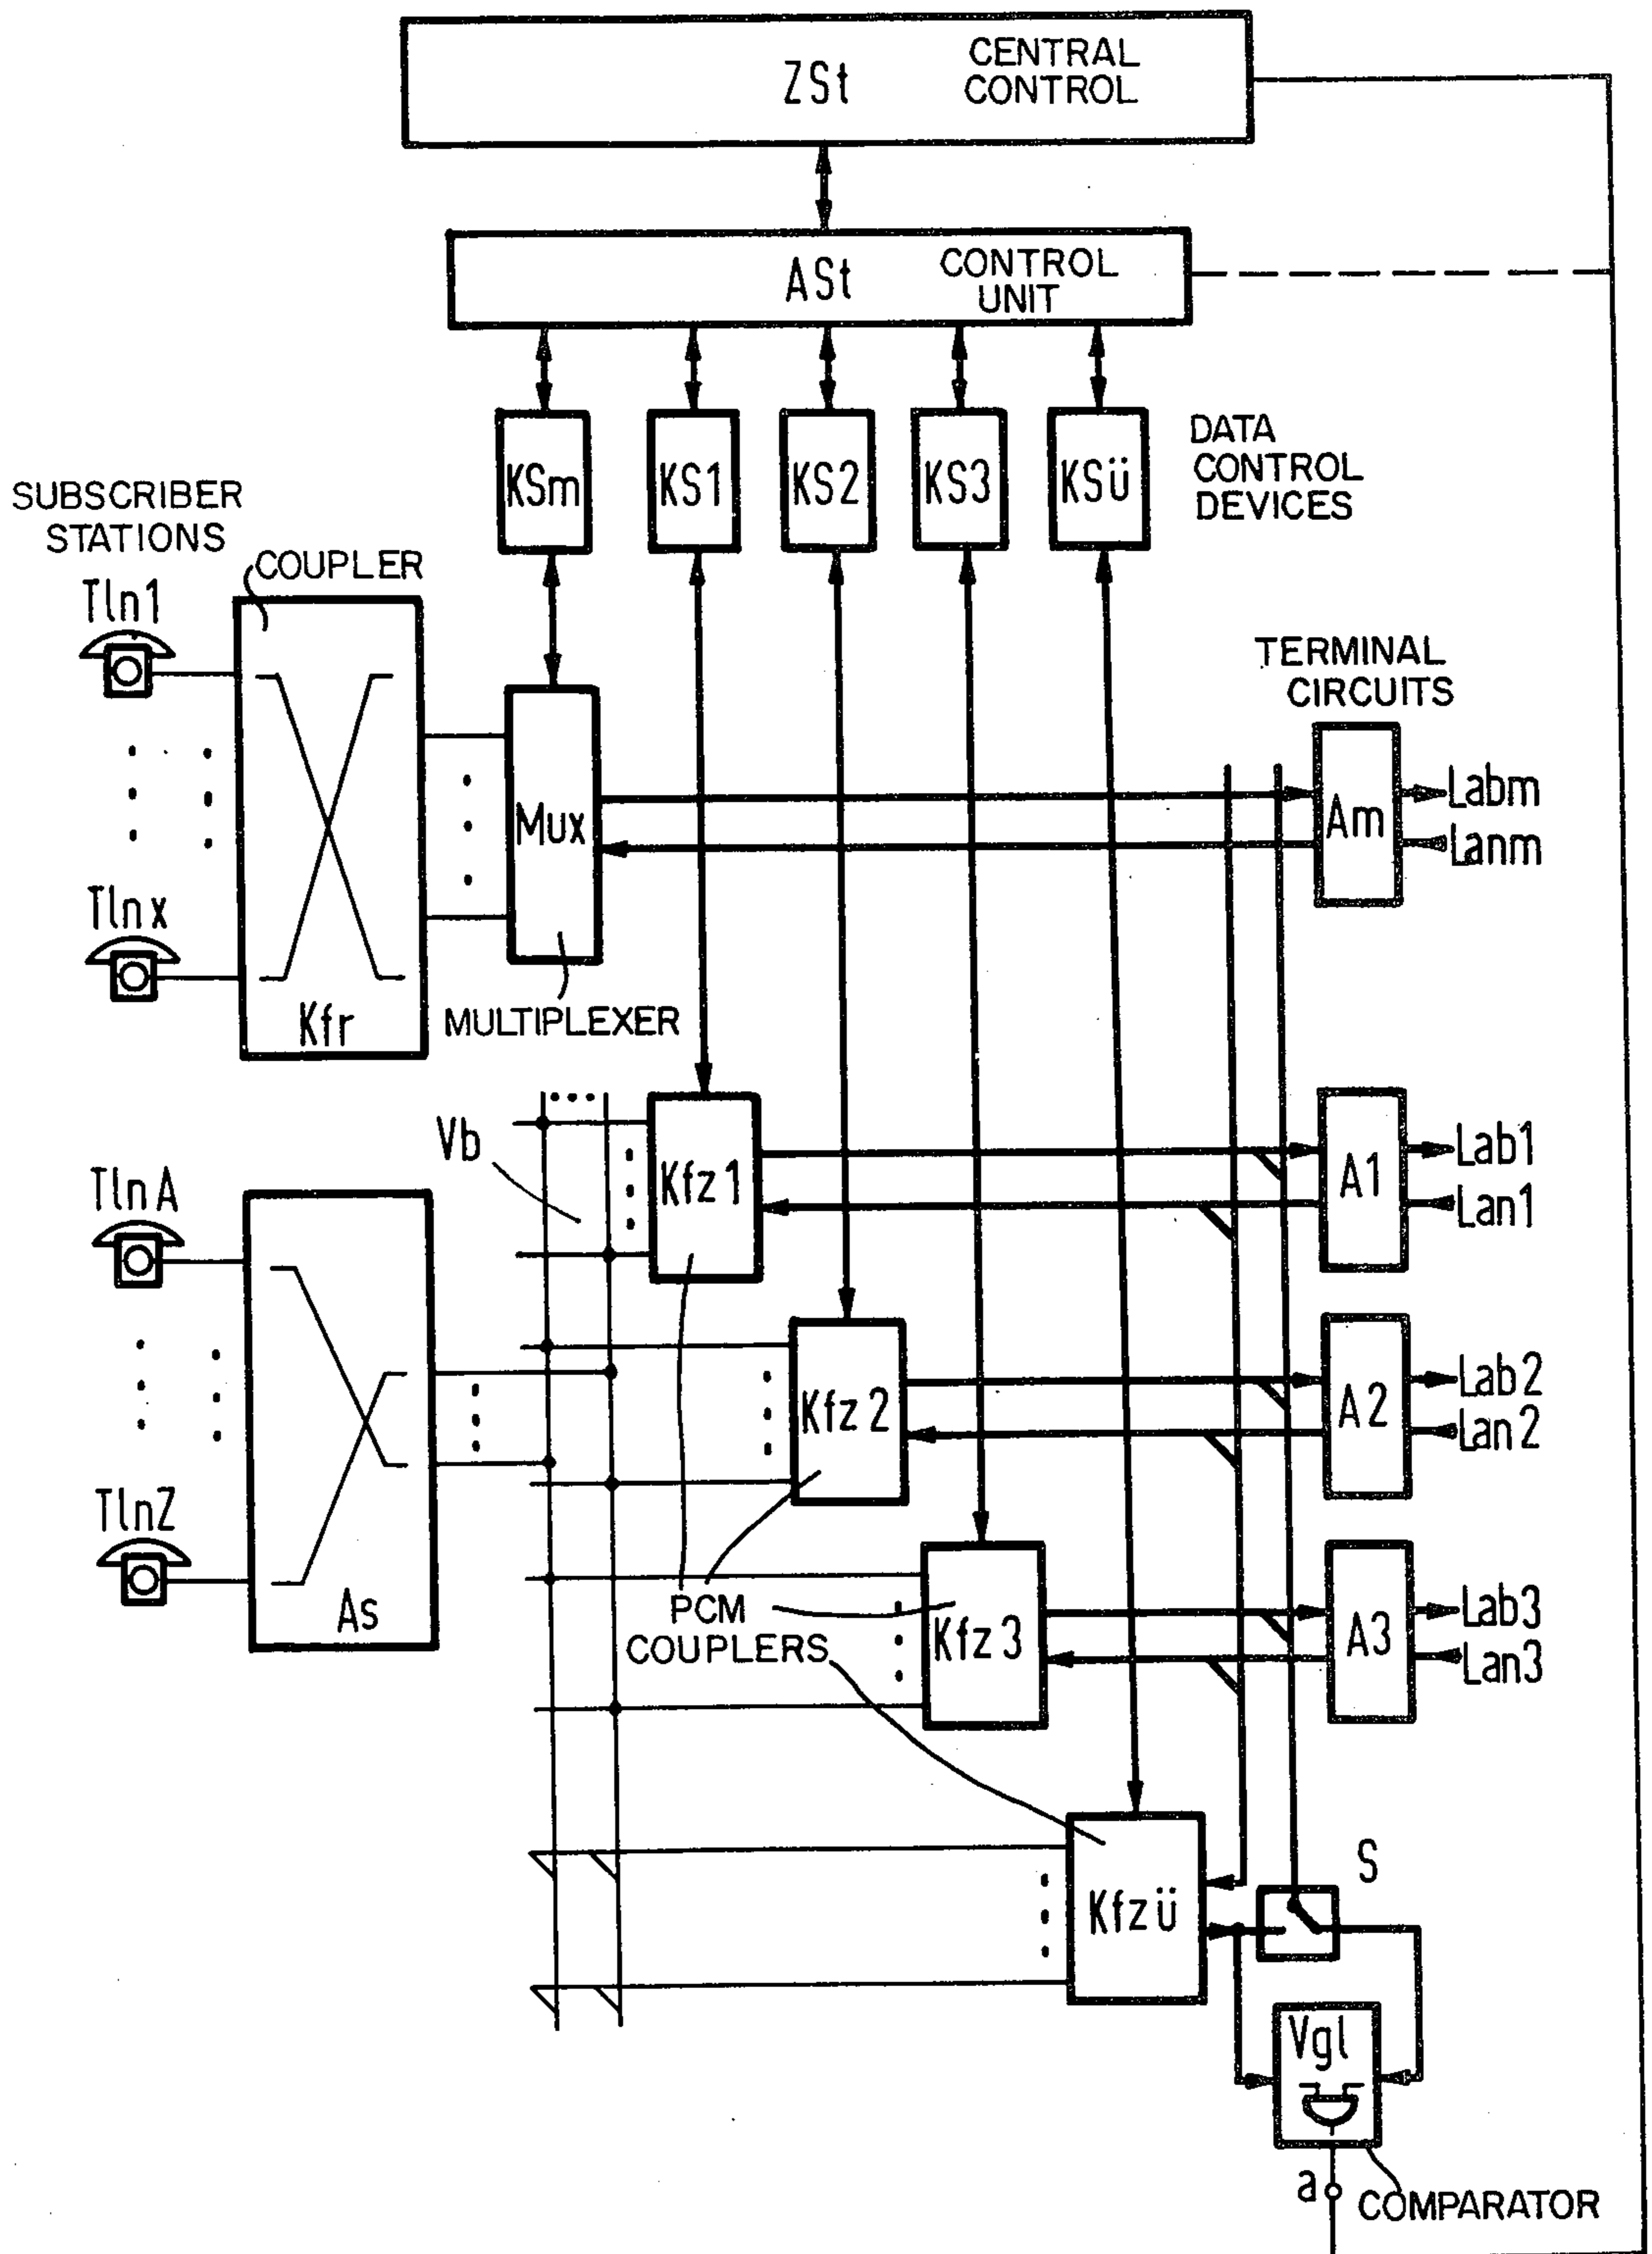 ZSt
CENTRAL
CONTROL
ASt
CONTROL
UNIT
KSm
KS1
KS2
KS3
KSü
DATA
CONTROL
DEVICES
SUBSCRIBER
STATIONS
COUPLER
Tln1
Tlnx
Kfr
Mux
MULTIPLEXER
TERMINAL
CIRCUITS
Am
Labm
Lanm
Vb
Kfz1
A1
Lab1
Lan1
TlnA
TlnZ
As
Kfz2
A2
Lab2
Lan2
PCM
COUPLERS
Kfz3
A3
Lab3
Lan3
Kfzü
S
Vgl
a
COMPARATOR